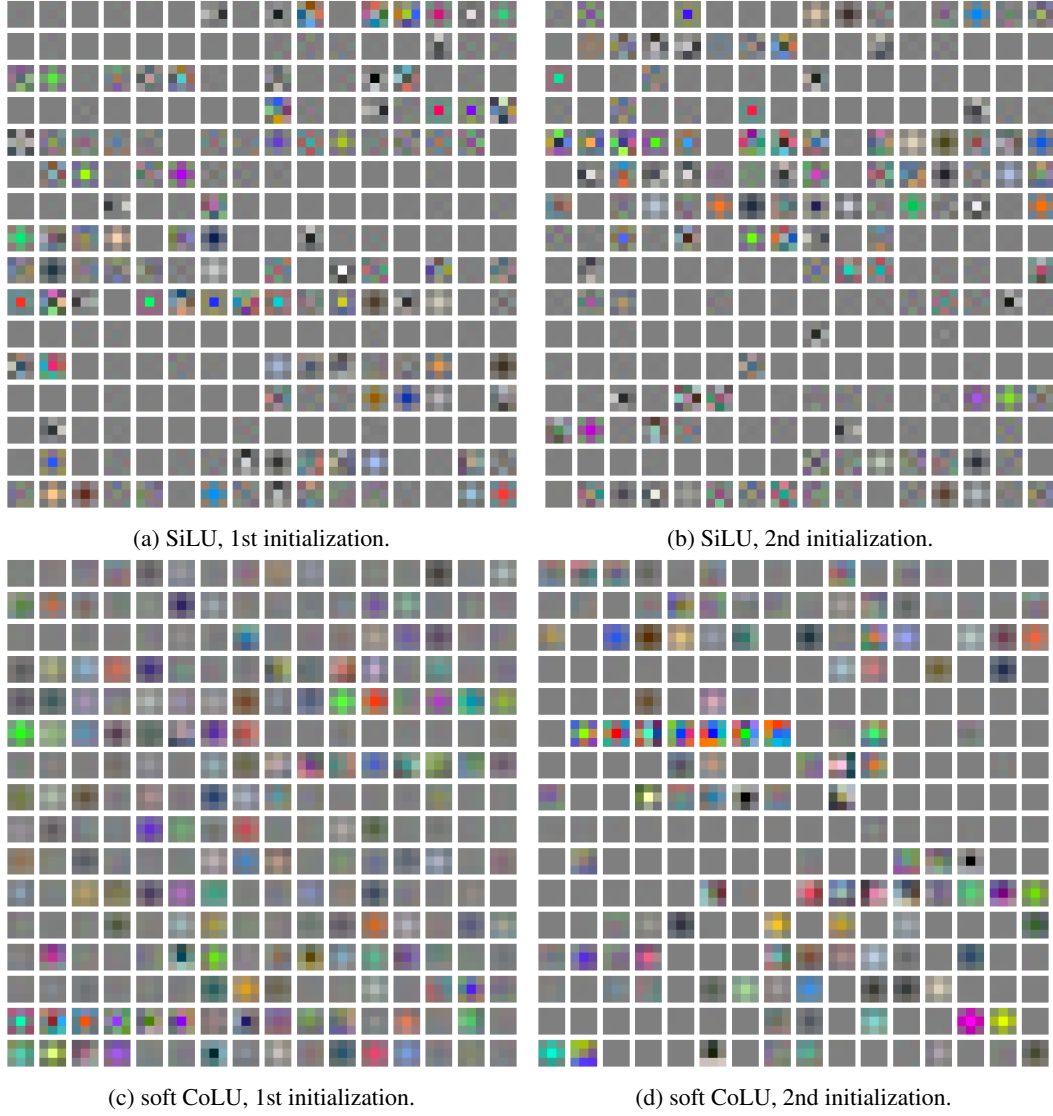 (a) SiLU, 1st initialization.
(b) SiLU, 2nd initialization.
(c) soft CoLU, 1st initialization.
(d) soft CoLU, 2nd initialization.